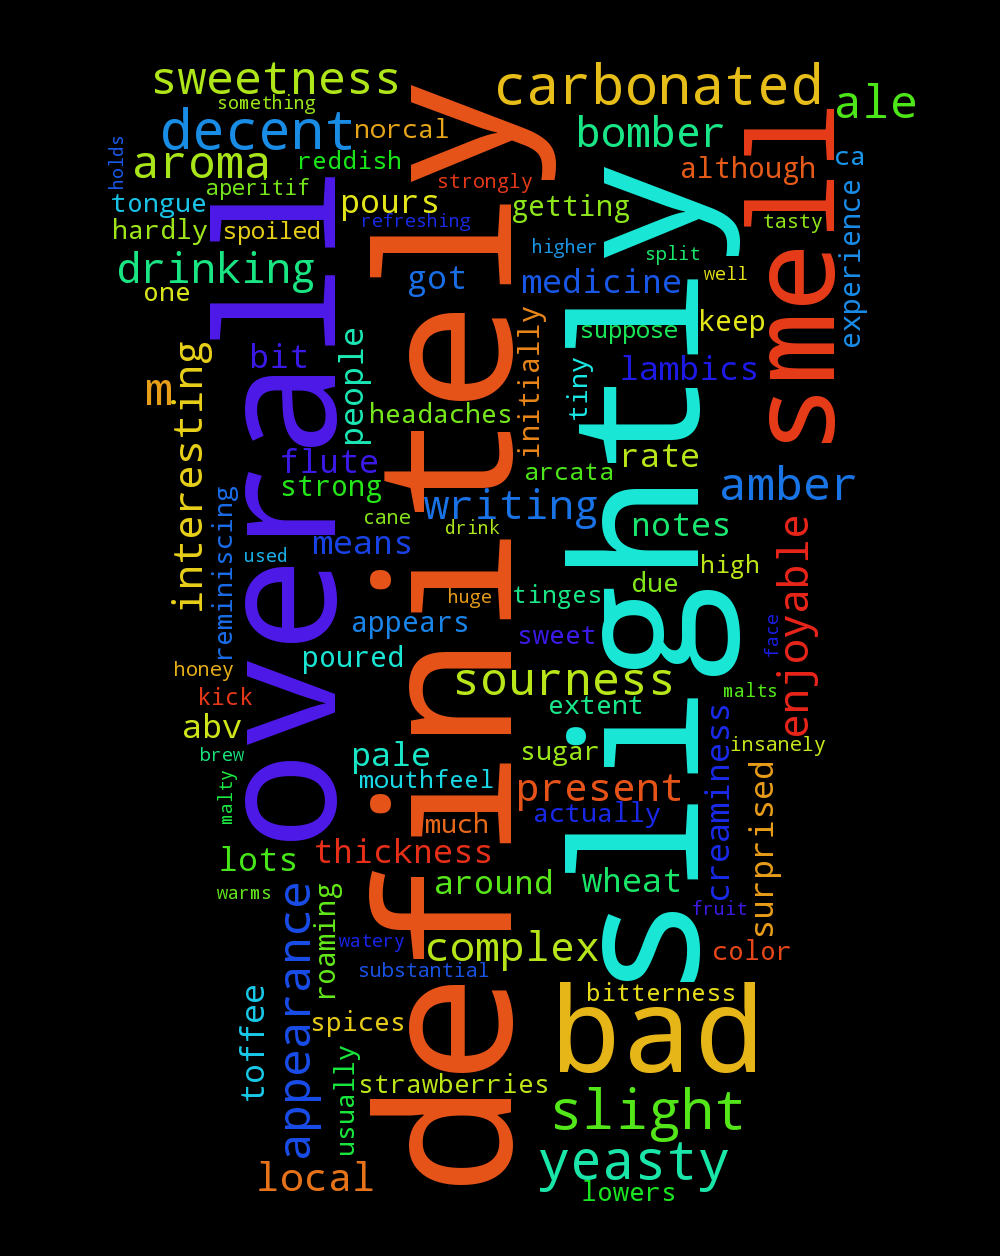 sweetness
carbonated
something
ale
decent
norcal
bomber
holds
aroma
reddish
although
ca
aperitif
strongly
tongue
pours
getting
tasty
hardly
spoiled
refreshing
higher
split
experience
drinking
got
medicine
well
one
keep
suppose
initially
people
bit
tiny
lambics
m
interesting
headaches
overally
definitely
slightly
smell
flute
arcata
rate
strong
writing
amber
cane
drink
notes
reminiscing
used
means
high
due
enjoyable
huge
tinges
appears
sweet
face
honey
poured
sourness
kick
extent
malts
abv
brew
pale
sugar
insanely
malty
mouthfeel
present
creaminess
surprised
much
actually
lots
thickness
warms
around
wheat
fruit
appearance
roaming
watery
complex
color
substantial
toffee
spices
bitterness
bad
usually
strawberries
slight
local
yeasty
lowers